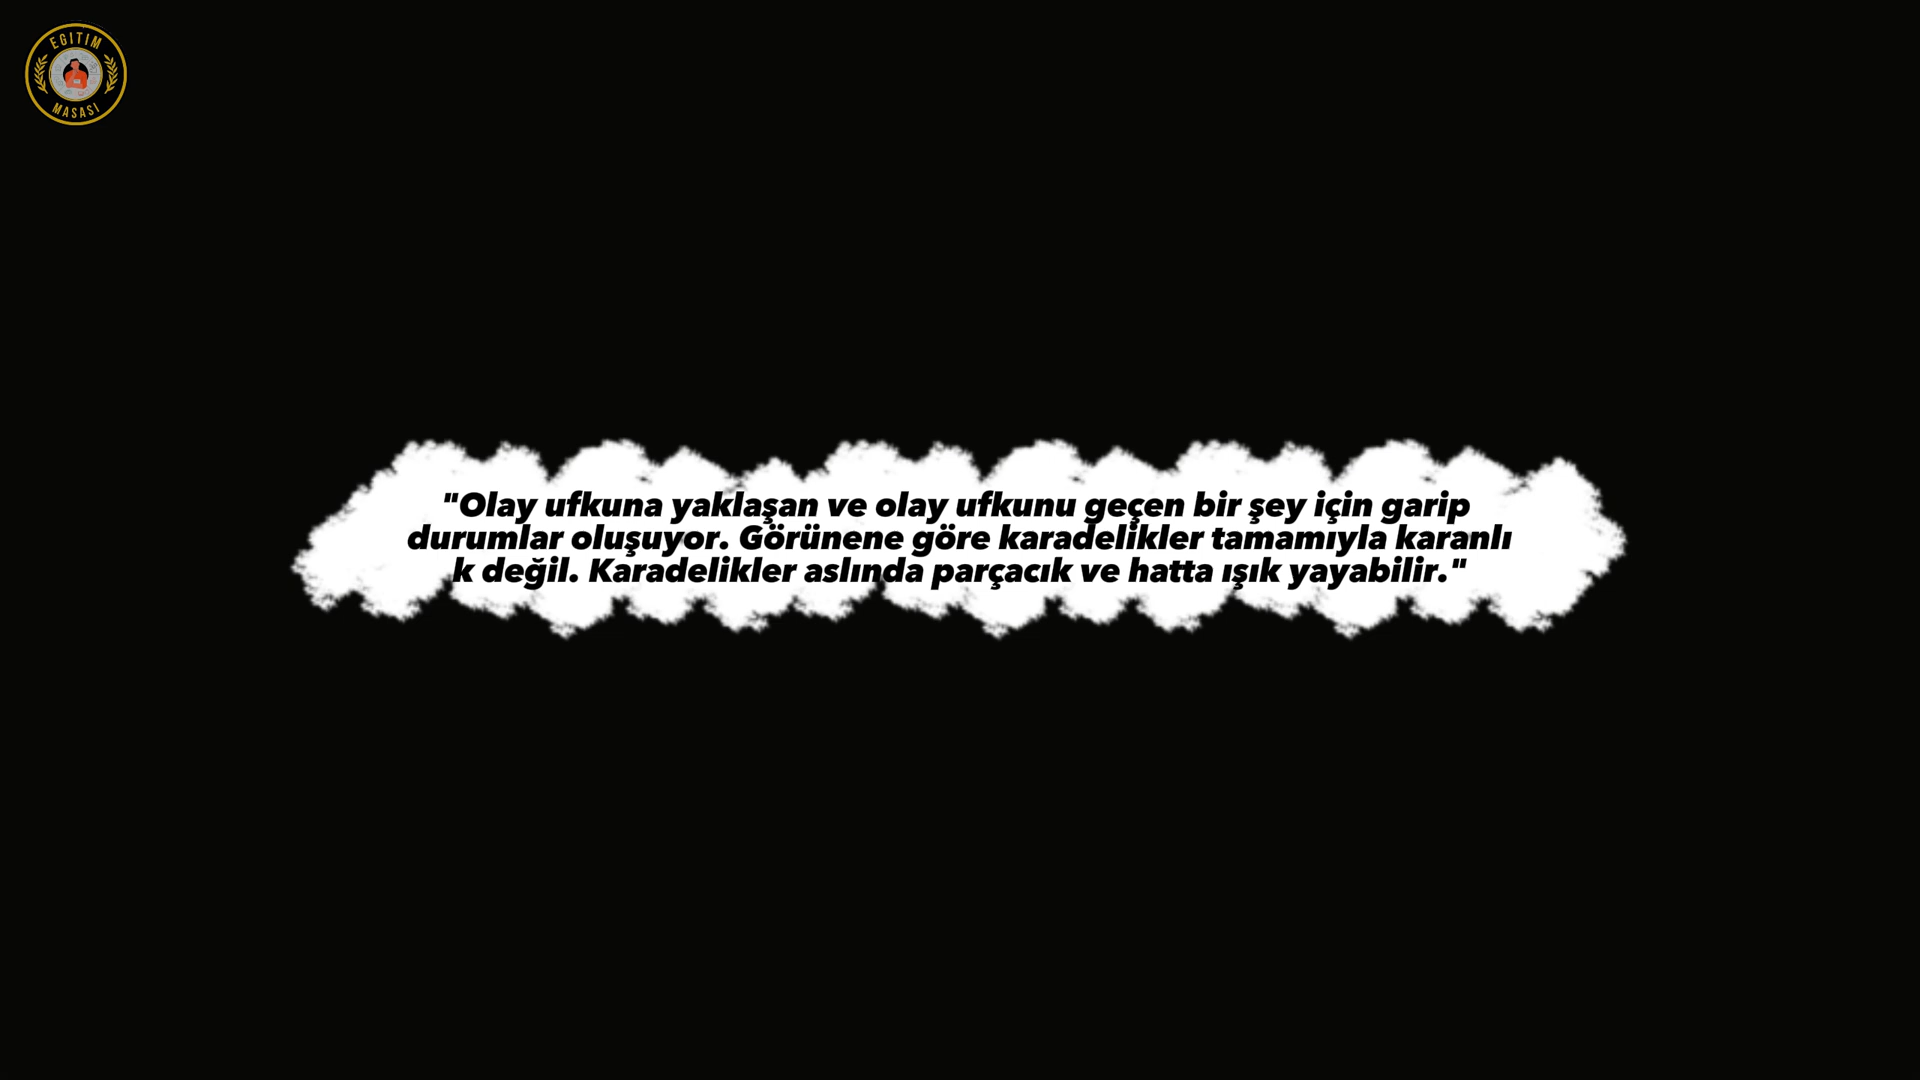 EGITIM
MASASI
"Olay ufkuna yaklaşan ve olay ufkunu geçen bir şey için garip
durumlar oluşuyor. Görünene göre karadelikler tamamıyla karanlı
k değil. Karadelikler aslında parçacık ve hatta ışık yayabilir."